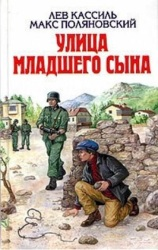 ЛЕВ КАССИЛЬ
МАКС ПОЛЯНОВСКИЙ
УЛИЦА
МЛАДШЕГО СЫНА